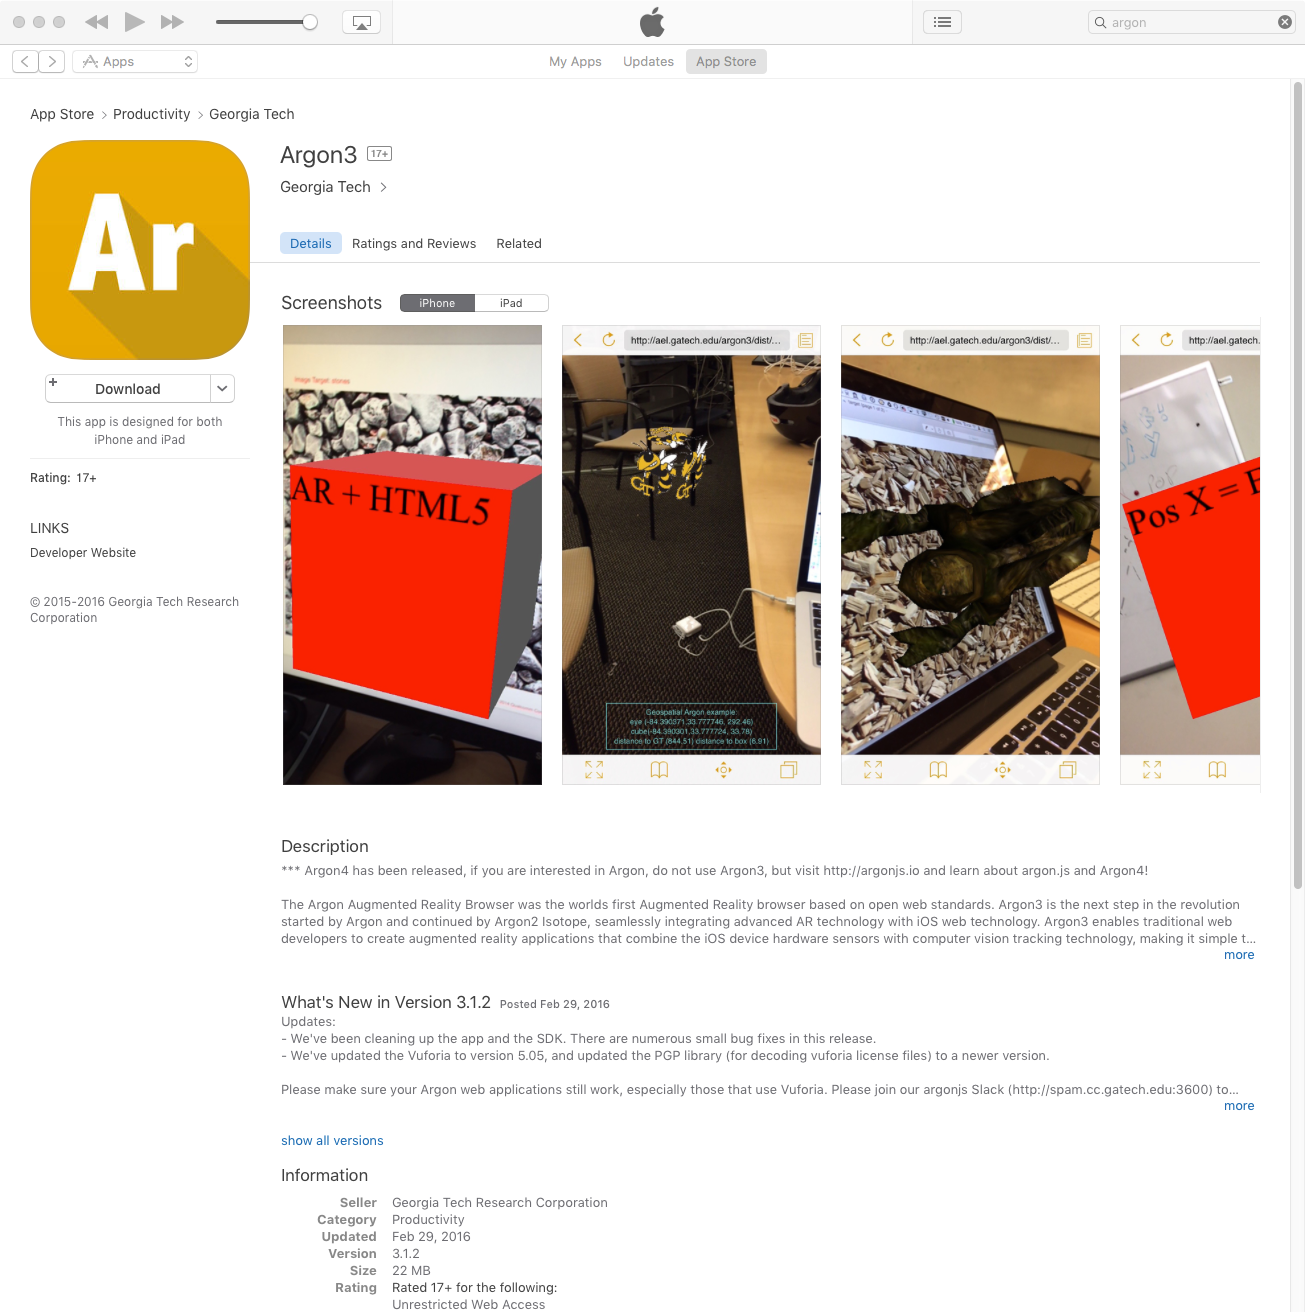 argon
Apps
My Apps
Updates
App Store
App Store > Productivity > Georgia Tech
Ar
Argon3 17+
Georgia Tech >
Details
Ratings and Reviews
Related
Screenshots
iPhone
iPad
Image Target: stones
AR + HTML5
http://ael.gatech.edu/argon3/dist/...
GT
Geospatial Argon example
eye (-84.390371,33.777746, 292.46)
cube(-84.390301,33.777724, 33.78)
distance to GT (844.51) distance to box (6.91)
http://ael.gatech.edu/argon3/dist/...
http://ael.gatech.
Pos X = E
+ Download
This app is designed for both
iPhone and iPad
Rating: 17+
LINKS
Developer Website
© 2015-2016 Georgia Tech Research
Corporation
Description
*** Argon4 has been released, if you are interested in Argon, do not use Argon3, but visit http://argonjs.io and learn about argon.js and Argon4!
The Argon Augmented Reality Browser was the worlds first Augmented Reality browser based on open web standards. Argon3 is the next step in the revolution
started by Argon and continued by Argon2 Isotope, seamlessly integrating advanced AR technology with iOS web technology. Argon3 enables traditional web
developers to create augmented reality applications that combine the iOS device hardware sensors with computer vision tracking technology, making it simple t...
more
What's New in Version 3.1.2 Posted Feb 29, 2016
Updates:
- We've been cleaning up the app and the SDK. There are numerous small bug fixes in this release.
- We've updated the Vuforia to version 5.05, and updated the PGP library (for decoding vuforia license files) to a newer version.
Please make sure your Argon web applications still work, especially those that use Vuforia. Please join our argonjs Slack (http://spam.cc.gatech.edu:3600) to...
more
show all versions
Information
Seller Georgia Tech Research Corporation
Category Productivity
Updated Feb 29, 2016
Version 3.1.2
Size 22 MB
Rating Rated 17+ for the following:
Unrestricted Web Access